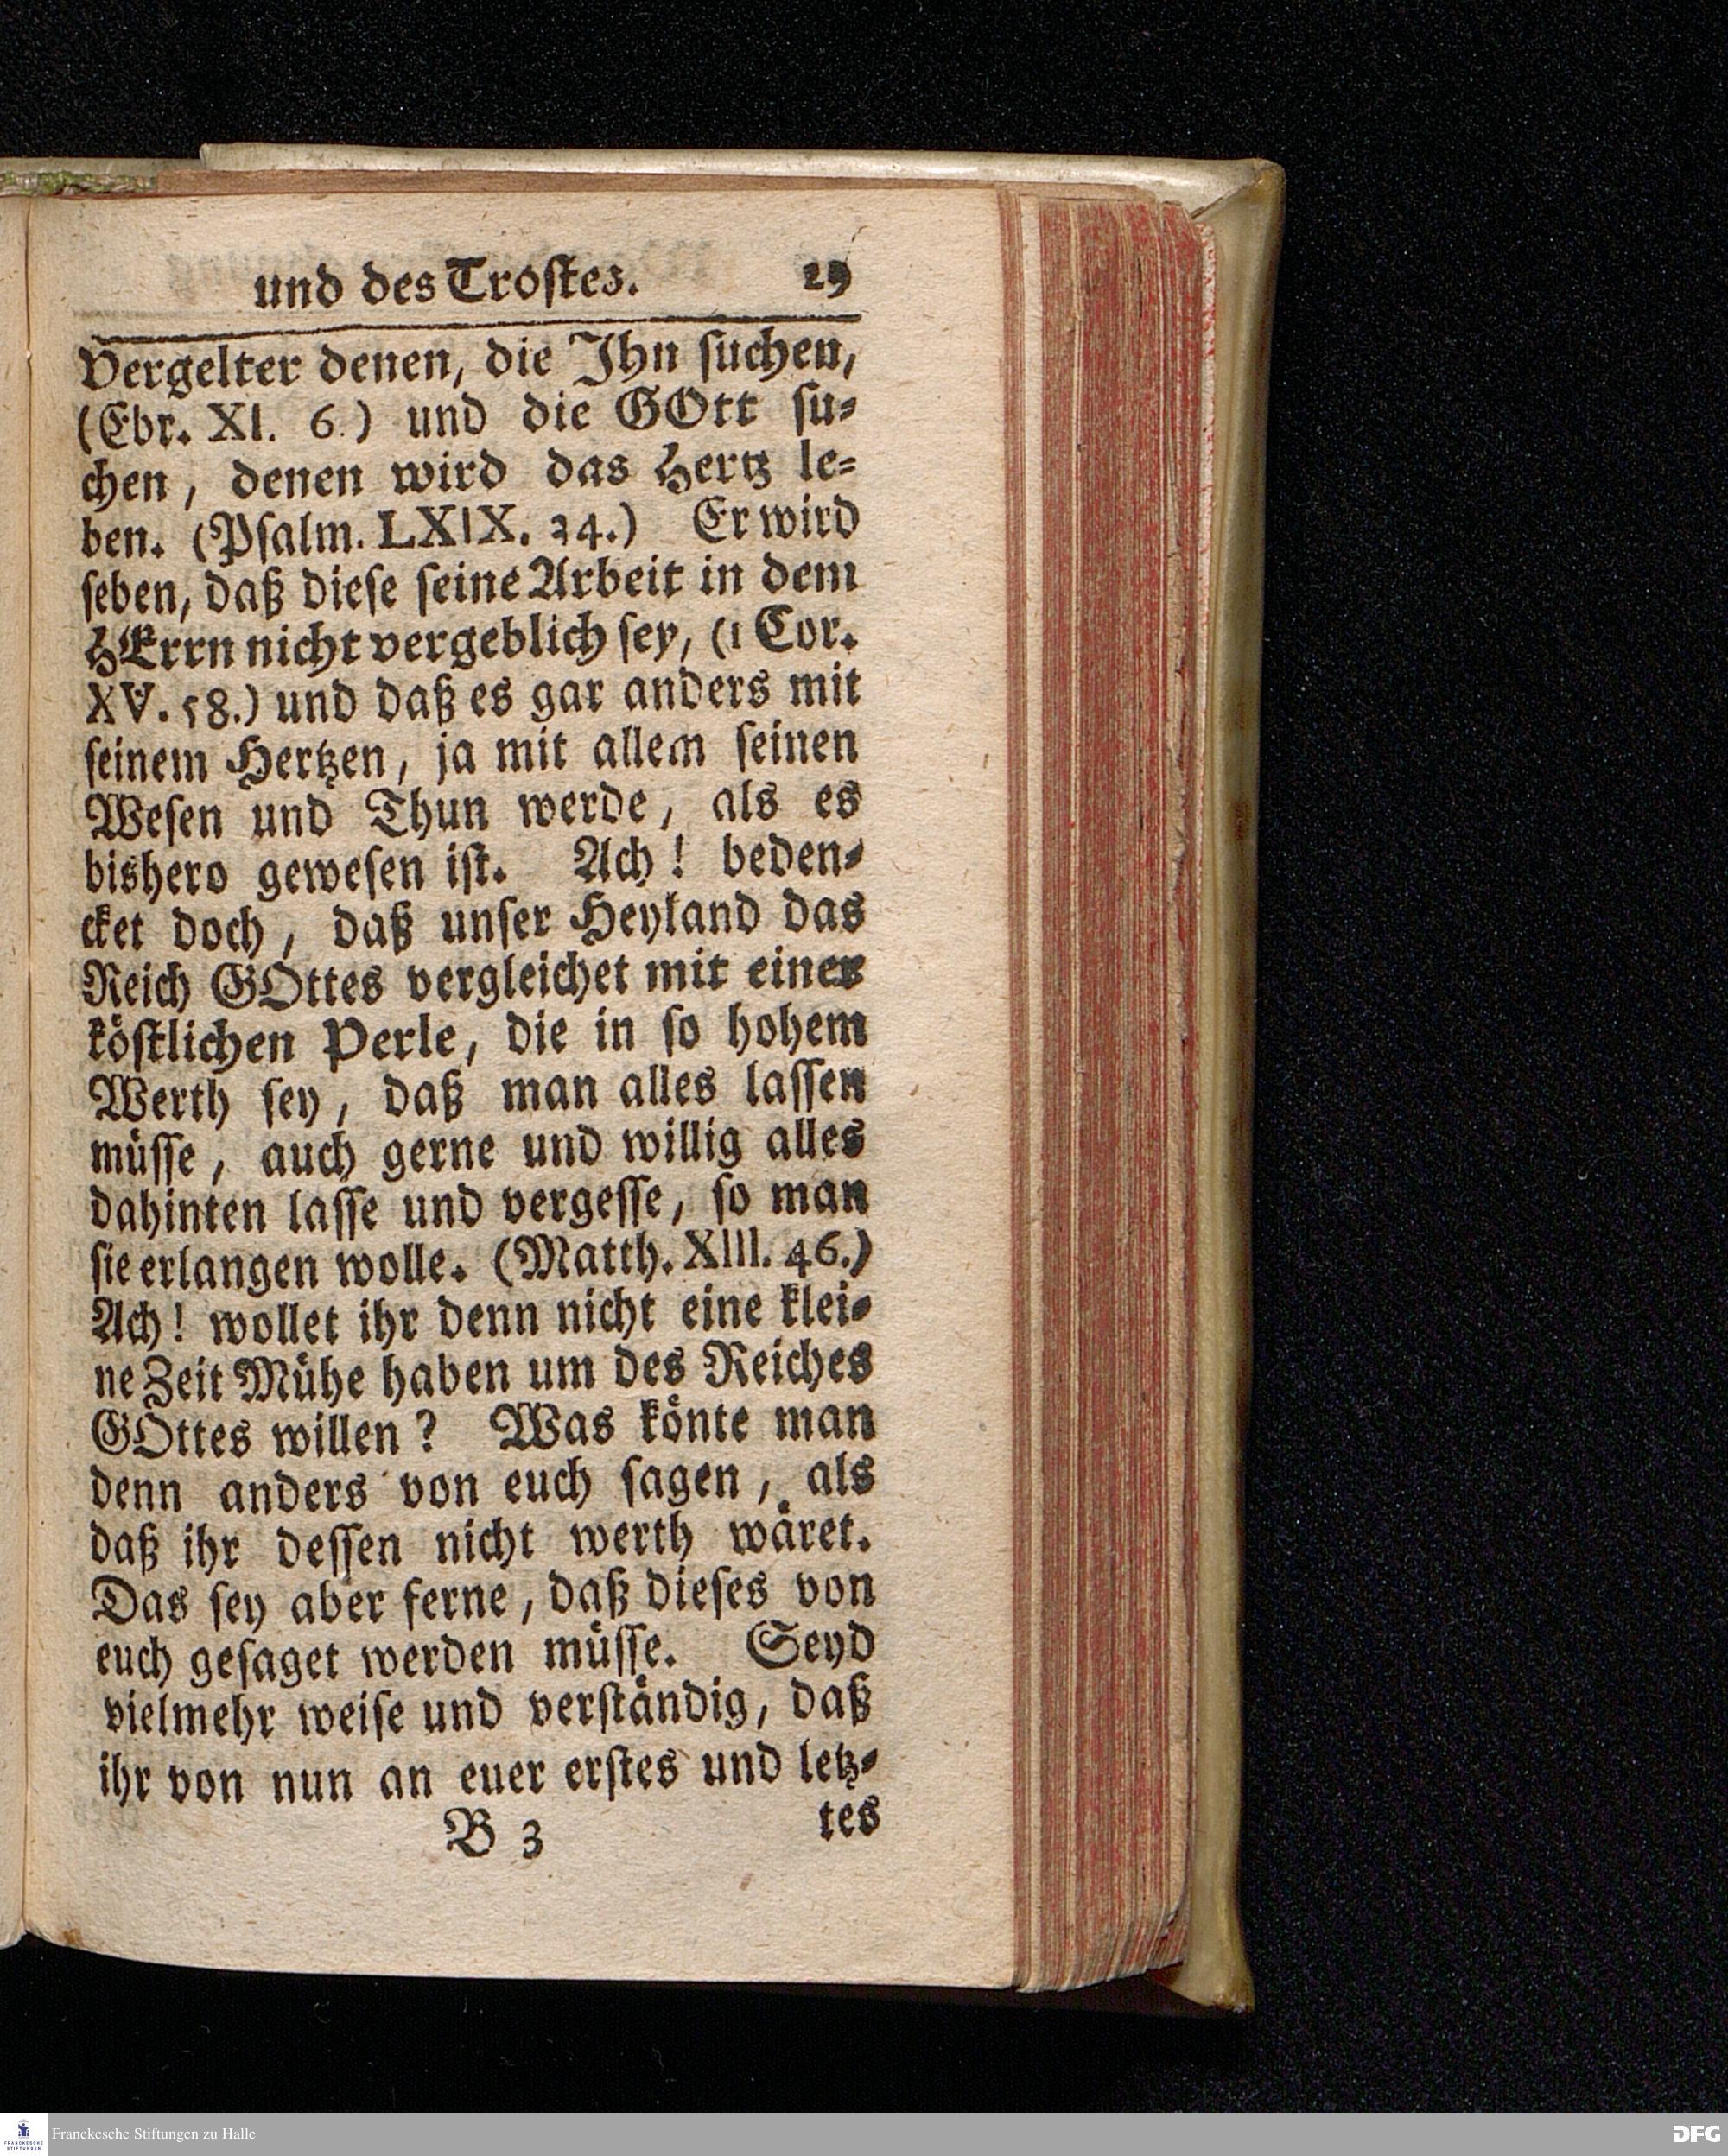 und des Trostes. 29
Vergelter denen, die Ihn suchen,
(Ebr. XI. 6.) und die GOtt su-
chen, denen wird das Hertz le-
ben. (Psalm. LXIX. 34.) Er wird
sehen, daß diese seine Arbeit in dem
HErrn nicht vergeblich sey, (1 Cor.
XV. 58.) und daß es gar anders mit
seinem Hertzen, ja mit allem seinen
Wesen und Thun werde, als es
bishero gewesen ist. Ach! beden-
cket doch, daß unser Heyland das
Reich GOttes vergleichet mit einer
köstlichen Perle, die in so hohem
Werth sey, daß man alles lassen
müsse, auch gerne und willig alles
dahinten lasse und vergesse, so man
sie erlangen wolle. (Matth. XIII. 46.)
Ach! wollet ihr denn nicht eine klei-
ne Zeit Mühe haben um des Reiches
GOttes willen? Was könte man
denn anders von euch sagen, als
daß ihr dessen nicht werth wäret.
Das sey aber ferne, daß dieses von
euch gesaget werden müsse. Seyd
vielmehr weise und verständig, daß
ihr von nun an euer erstes und letz-
B 3 tes
FRANCKESCHE STIFTUNGEN
Franckesche Stiftungen zu Halle
DFG